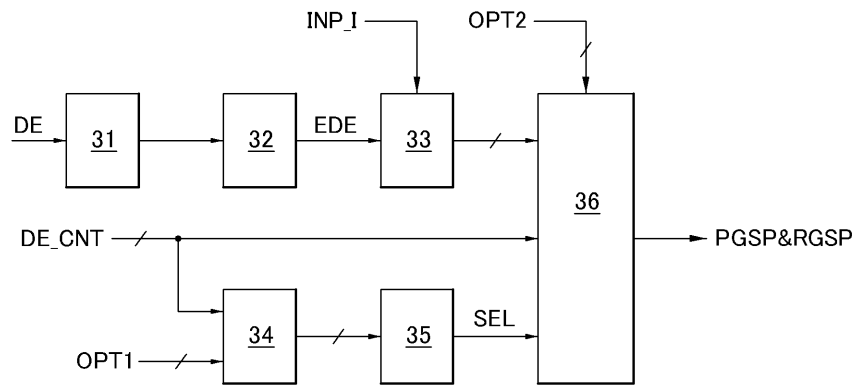 INP_I
OPT2
DE
31
32
EDE
33
36
DE_CNT
PGSP&RGSP
34
35
SEL
OPT1